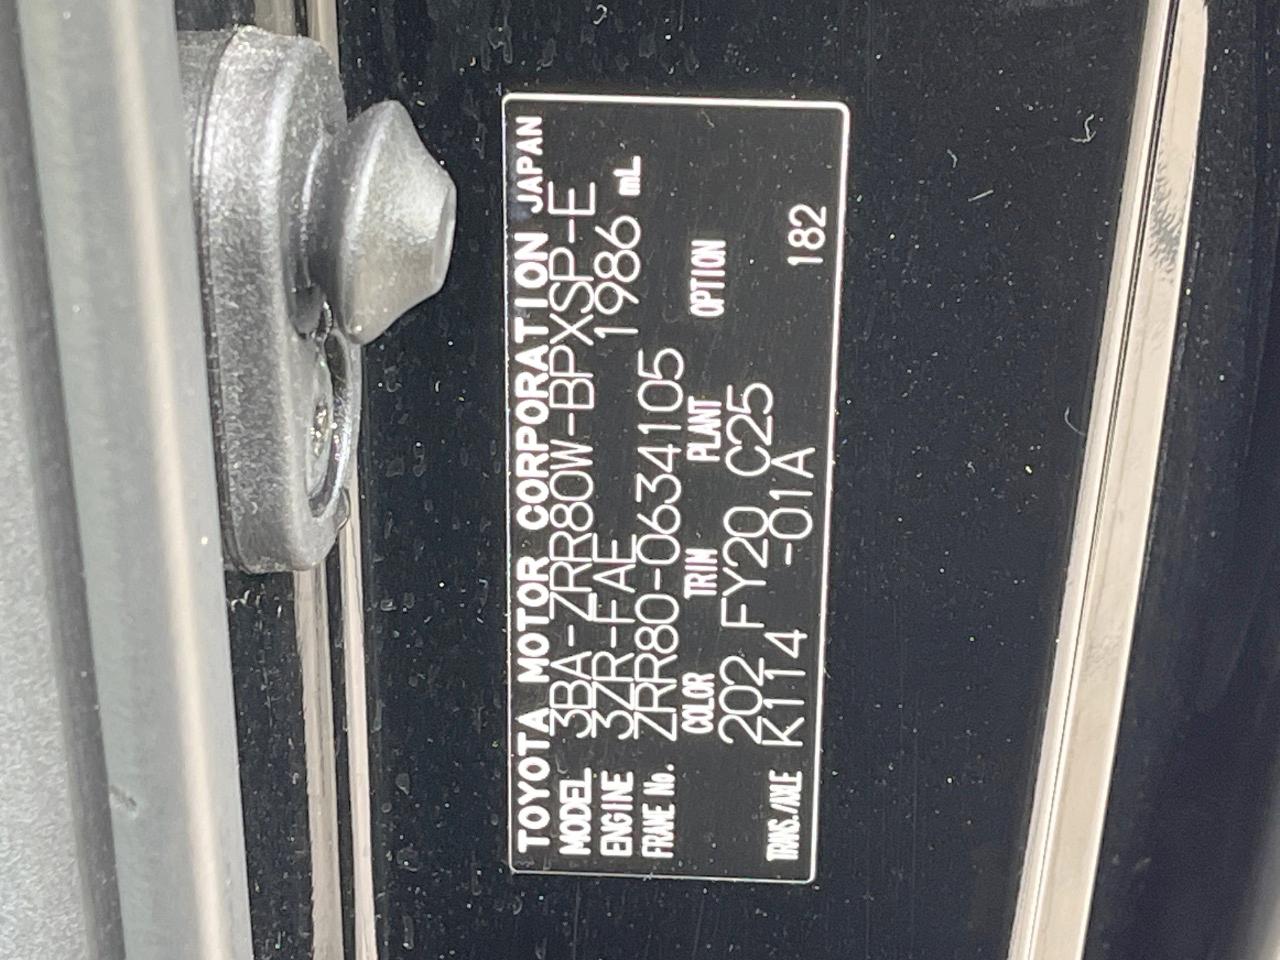 TOYOTA MOTOR CORPORATION JAPAN
MODEL 3BA-ZRR80W-BPXSP-E
ENGINE 3ZR-FAE 1986 mL
FRAME No. ZRR80-0634105
COLOR TRIM PLANT OPTION
202 FY20 C25
TRANS./AXLE K114 -01A 182